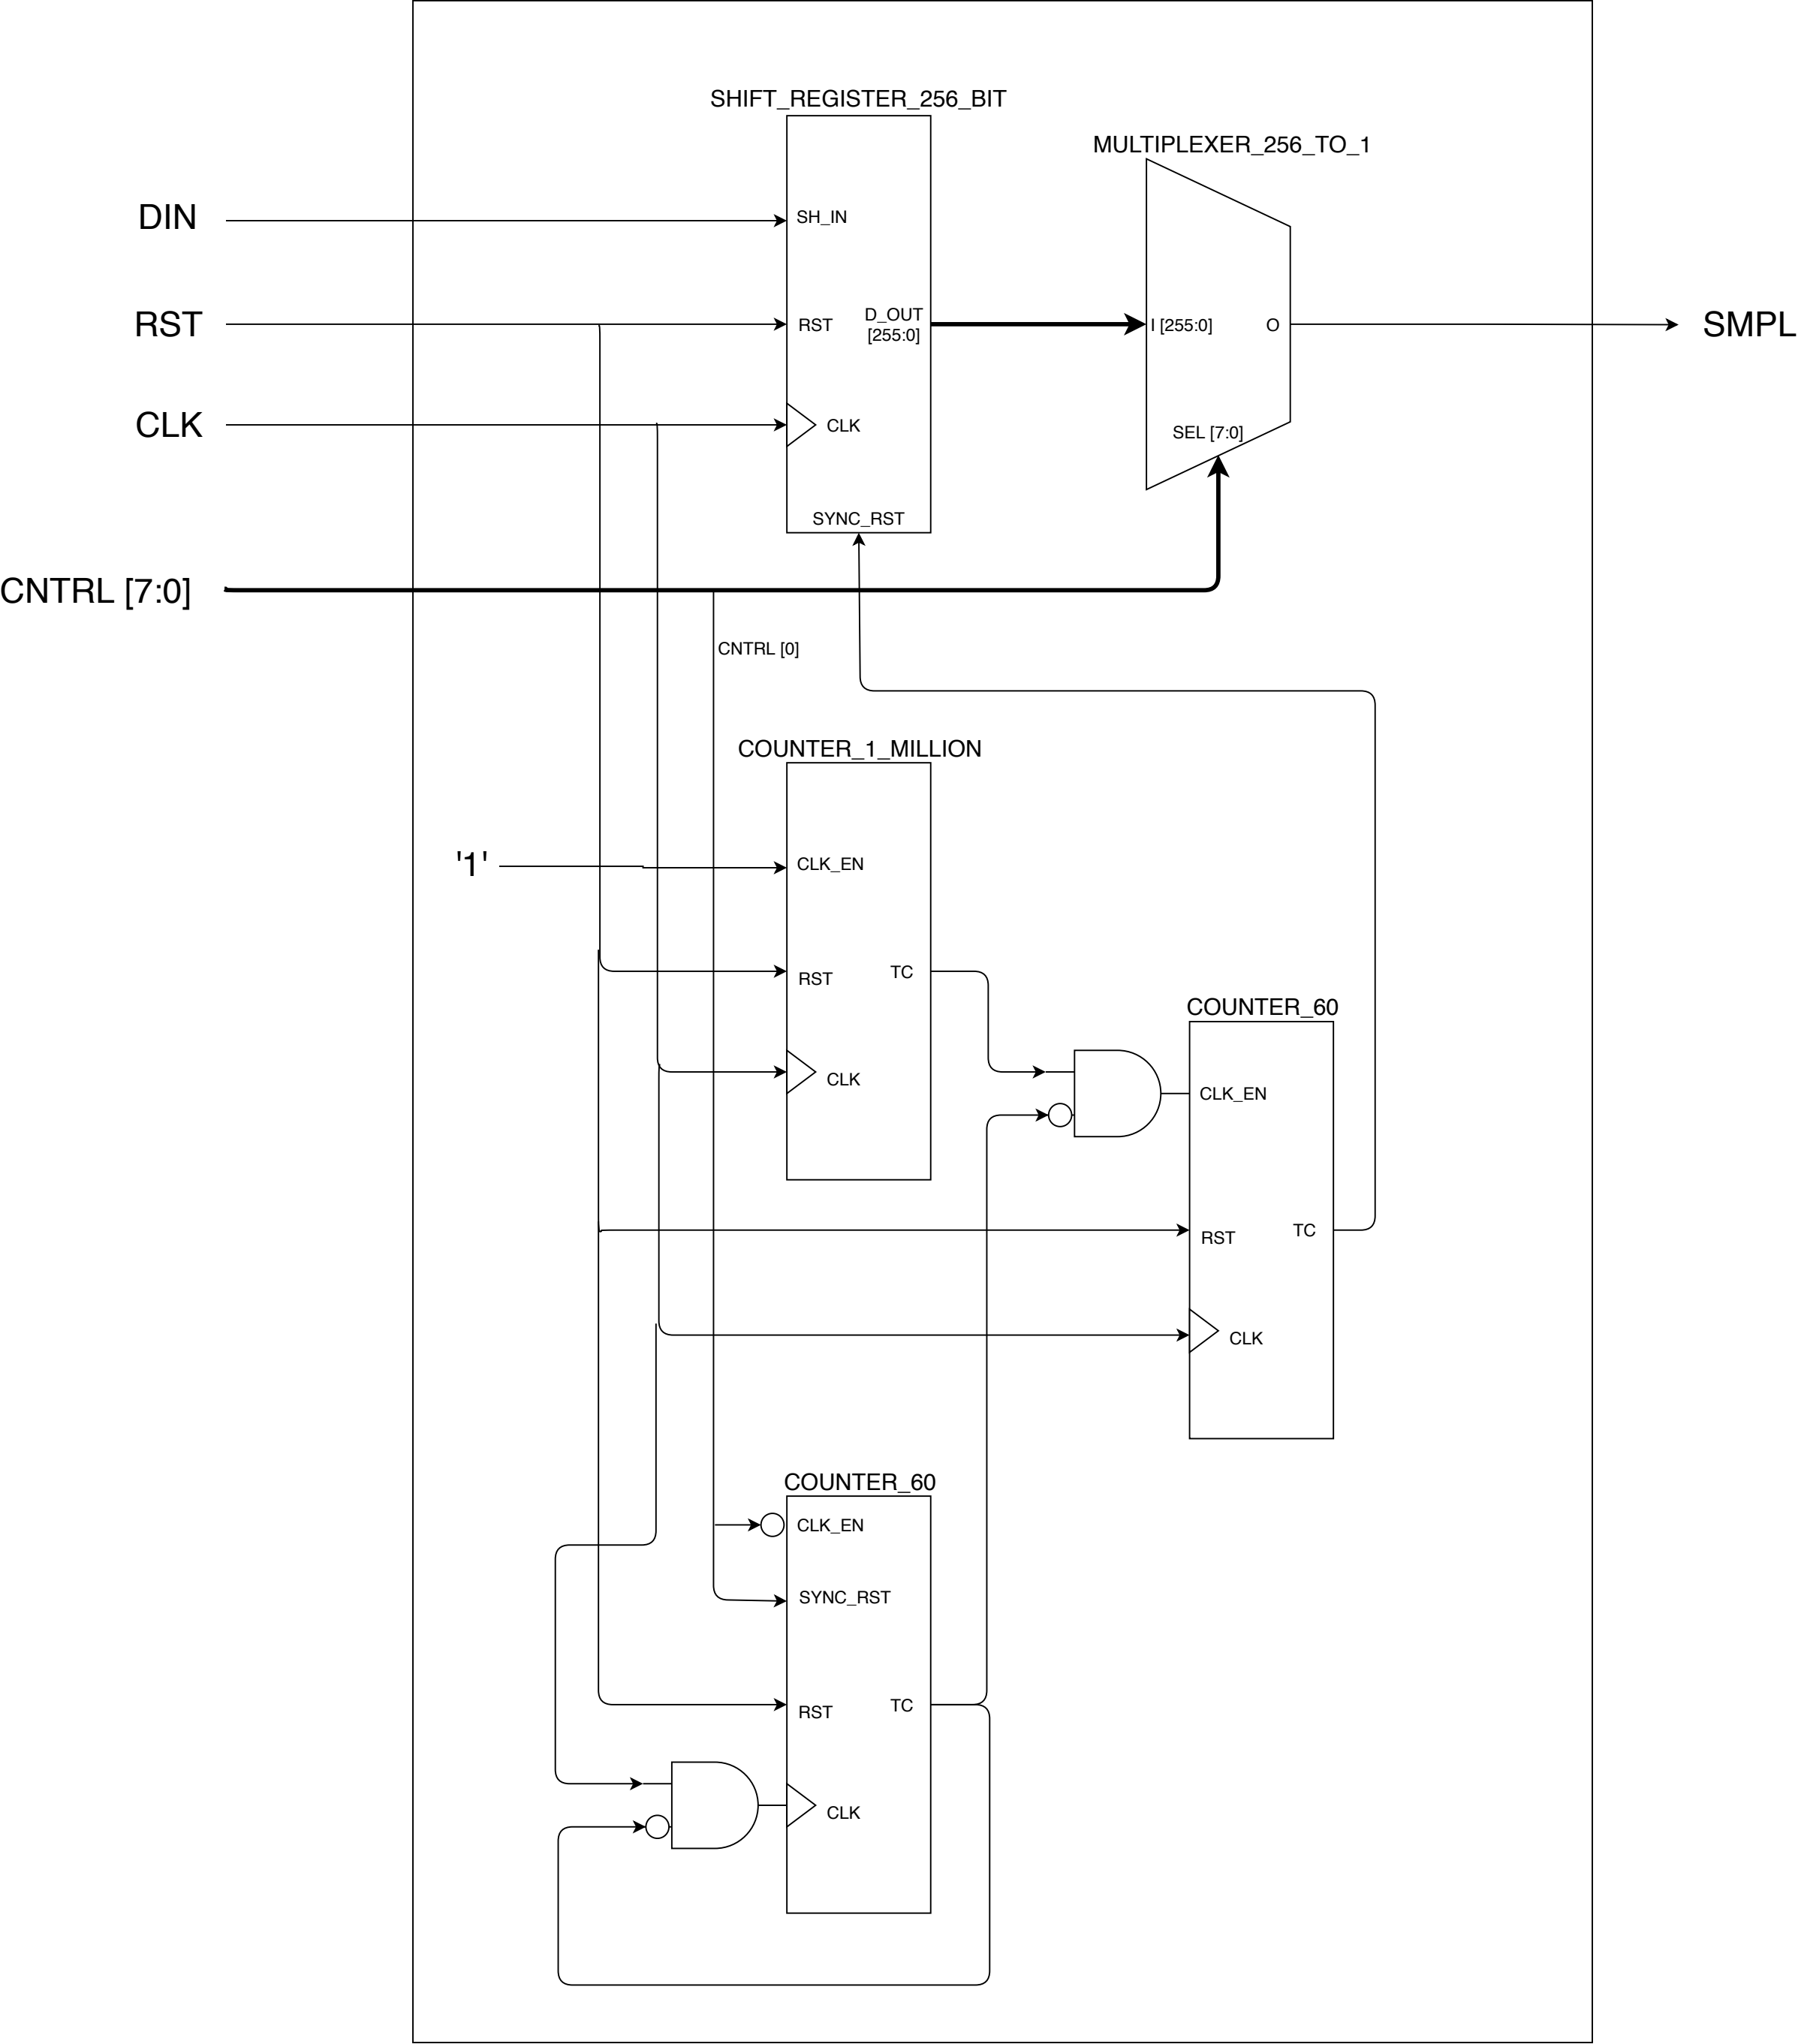 SHIFT_REGISTER_256_BIT
MULTIPLEXER_256_TO_1
DIN
SH_IN
RST
RST
D_OUT
[255:0]
I [255:0]
O
SMPL
CLK
CLK
SEL [7:0]
SYNC_RST
CNTRL [7:0]
CNTRL [0]
COUNTER_1_MILLION
'1'
CLK_EN
RST
TC
COUNTER_60
CLK
CLK_EN
RST
TC
CLK
COUNTER_60
CLK_EN
SYNC_RST
RST
TC
CLK